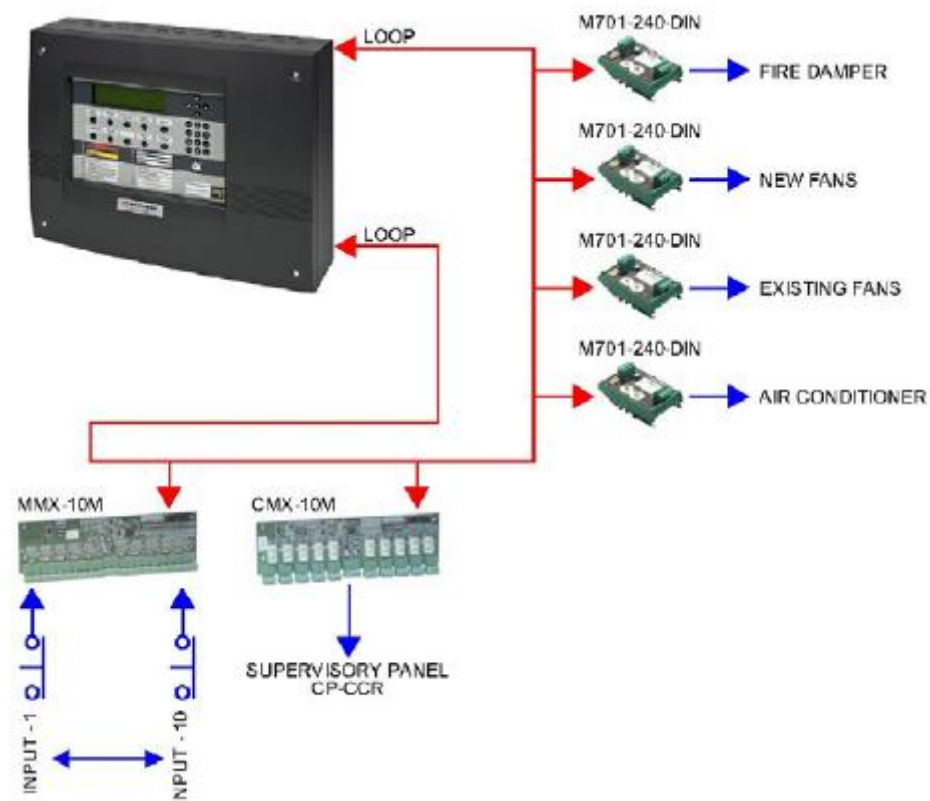 LOOP
M701-240-DIN
FIRE DAMPER
M701-240-DIN
NEW FANS
LOOP
M701-240-DIN
EXISTING FANS
M701-240-DIN
AIR CONDITIONER
MMX-10M
CMX-10M
SUPERVISORY PANEL
CP-CCR
INPUT - 1
NPUT - 10